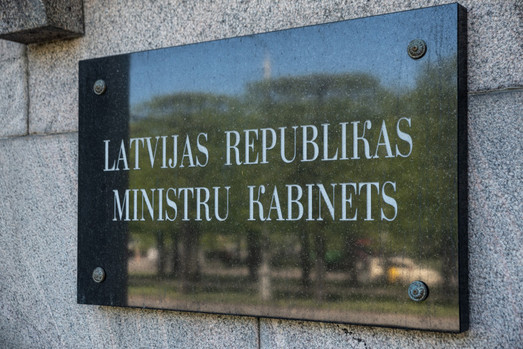 LATVIJAS REPUBLIKAS
MINISTRU KABINETS